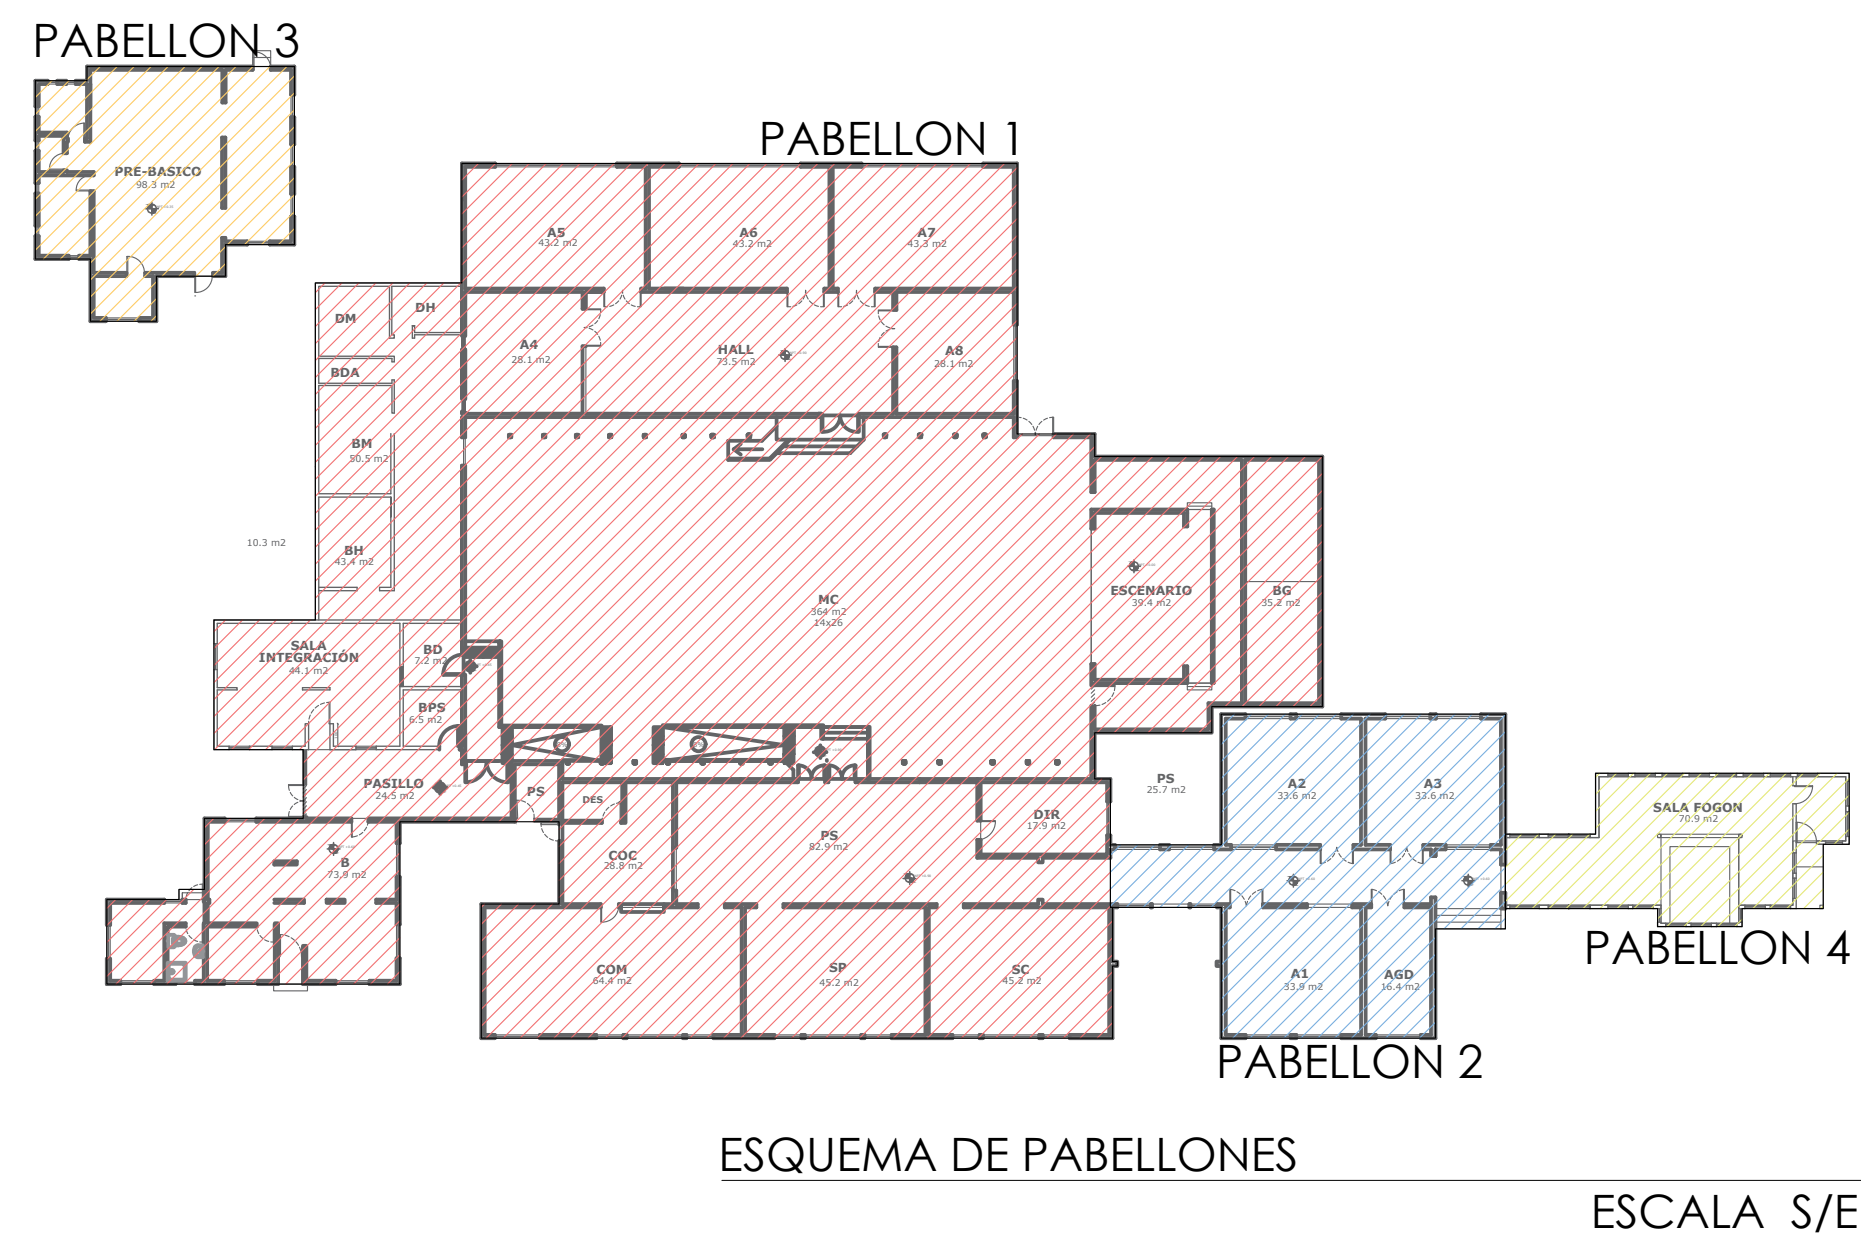 PABELLON 3
PRE-BASICO
98.3 m2
PABELLON 1
A5
43.2 m2
A6
43.2 m2
A7
43.3 m2
DM
DH
A4
28.1 m2
HALL
73.5 m2
A8
28.1 m2
BDA
BM
50.5 m2
10.3 m2
BH
43.4 m2
MC
364 m2
14x26
ESCENARIO
39.4 m2
BG
35.2 m2
SALA
INTEGRACIÓN
44.1 m2
BD
7.2 m2
BPS
6.5 m2
PASILLO
24.5 m2
PS
DES
PS
82.9 m2
DIR
17.9 m2
COC
28.8 m2
B
73.9 m2
COM
64.4 m2
SP
45.2 m2
SC
45.2 m2
PS
25.7 m2
A2
33.6 m2
A3
33.6 m2
A1
33.9 m2
AGD
16.4 m2
SALA FOGON
70.9 m2
PABELLON 4
PABELLON 2
ESQUEMA DE PABELLONES
ESCALA S/E